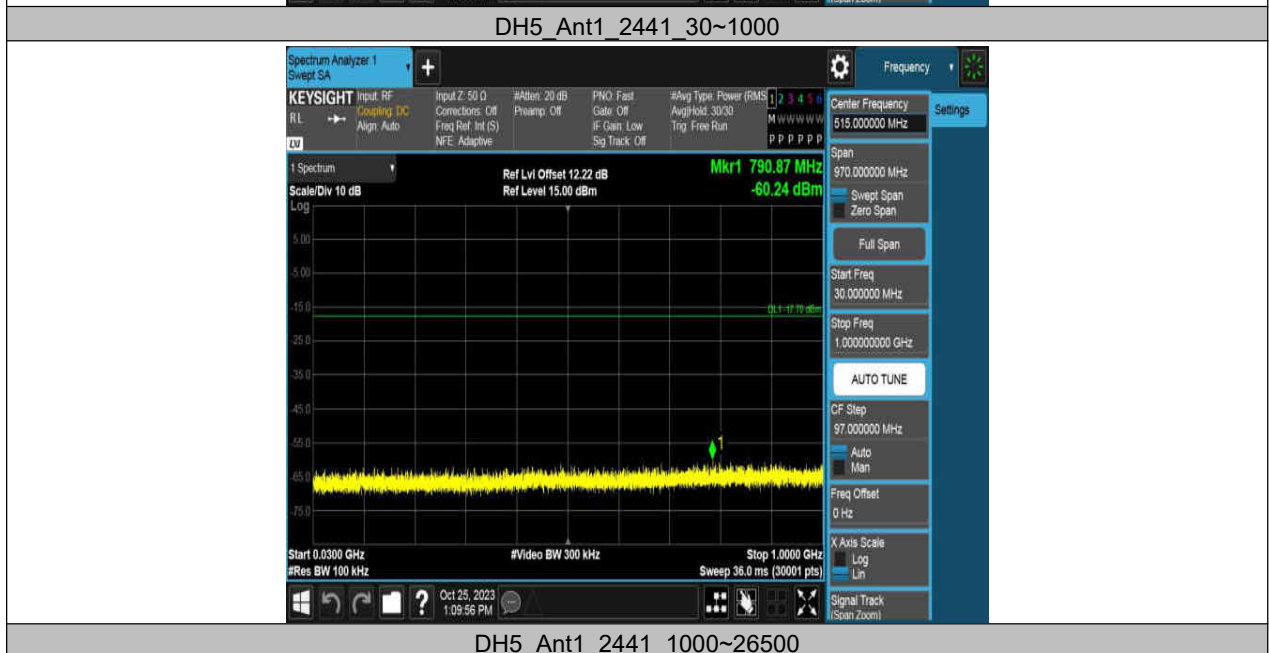 (Span Zoom)
DH5_Ant1_2441_30~1000
Spectrum Analyzer 1
Swept SA
Frequency
KEYSIGHT
RL
Input: RF
Coupling: DC
Align: Auto
Input Z: 50 Ω
Corrections: Off
Freq Ref: Int (S)
NFE: Adaptive
#Atten: 20 dB
Preamp: Off
PNO: Fast
Gate: Off
IF Gain: Low
Sig Track: Off
#Avg Type: Power (RMS
Avg|Hold: 30/30
Trig: Free Run
1 2 3 4 5 6
M W W W W W
P P P P P P
Center Frequency
515.000000 MHz
Settings
1 Spectrum
Scale/Div 10 dB
Log
Ref Lvl Offset 12.22 dB
Ref Level 15.00 dBm
Mkr1 790.87 MHz
-60.24 dBm
Span
970.000000 MHz
Swept Span
Zero Span
Full Span
Start Freq
30.000000 MHz
Stop Freq
1.000000000 GHz
AUTO TUNE
CF Step
97.000000 MHz
Auto
Man
Freq Offset
0 Hz
X Axis Scale
Log
Lin
Signal Track
(Span Zoom)
5.00
-5.00
-15.0
DL1 -17.70 dBm
-25.0
-35.0
-45.0
-55.0
1
-65.0
-75.0
Start 0.0300 GHz
#Res BW 100 kHz
#Video BW 300 kHz
Stop 1.0000 GHz
Sweep 36.0 ms (30001 pts)
?
Oct 25, 2023
1:09:56 PM
DH5_Ant1_2441_1000~26500